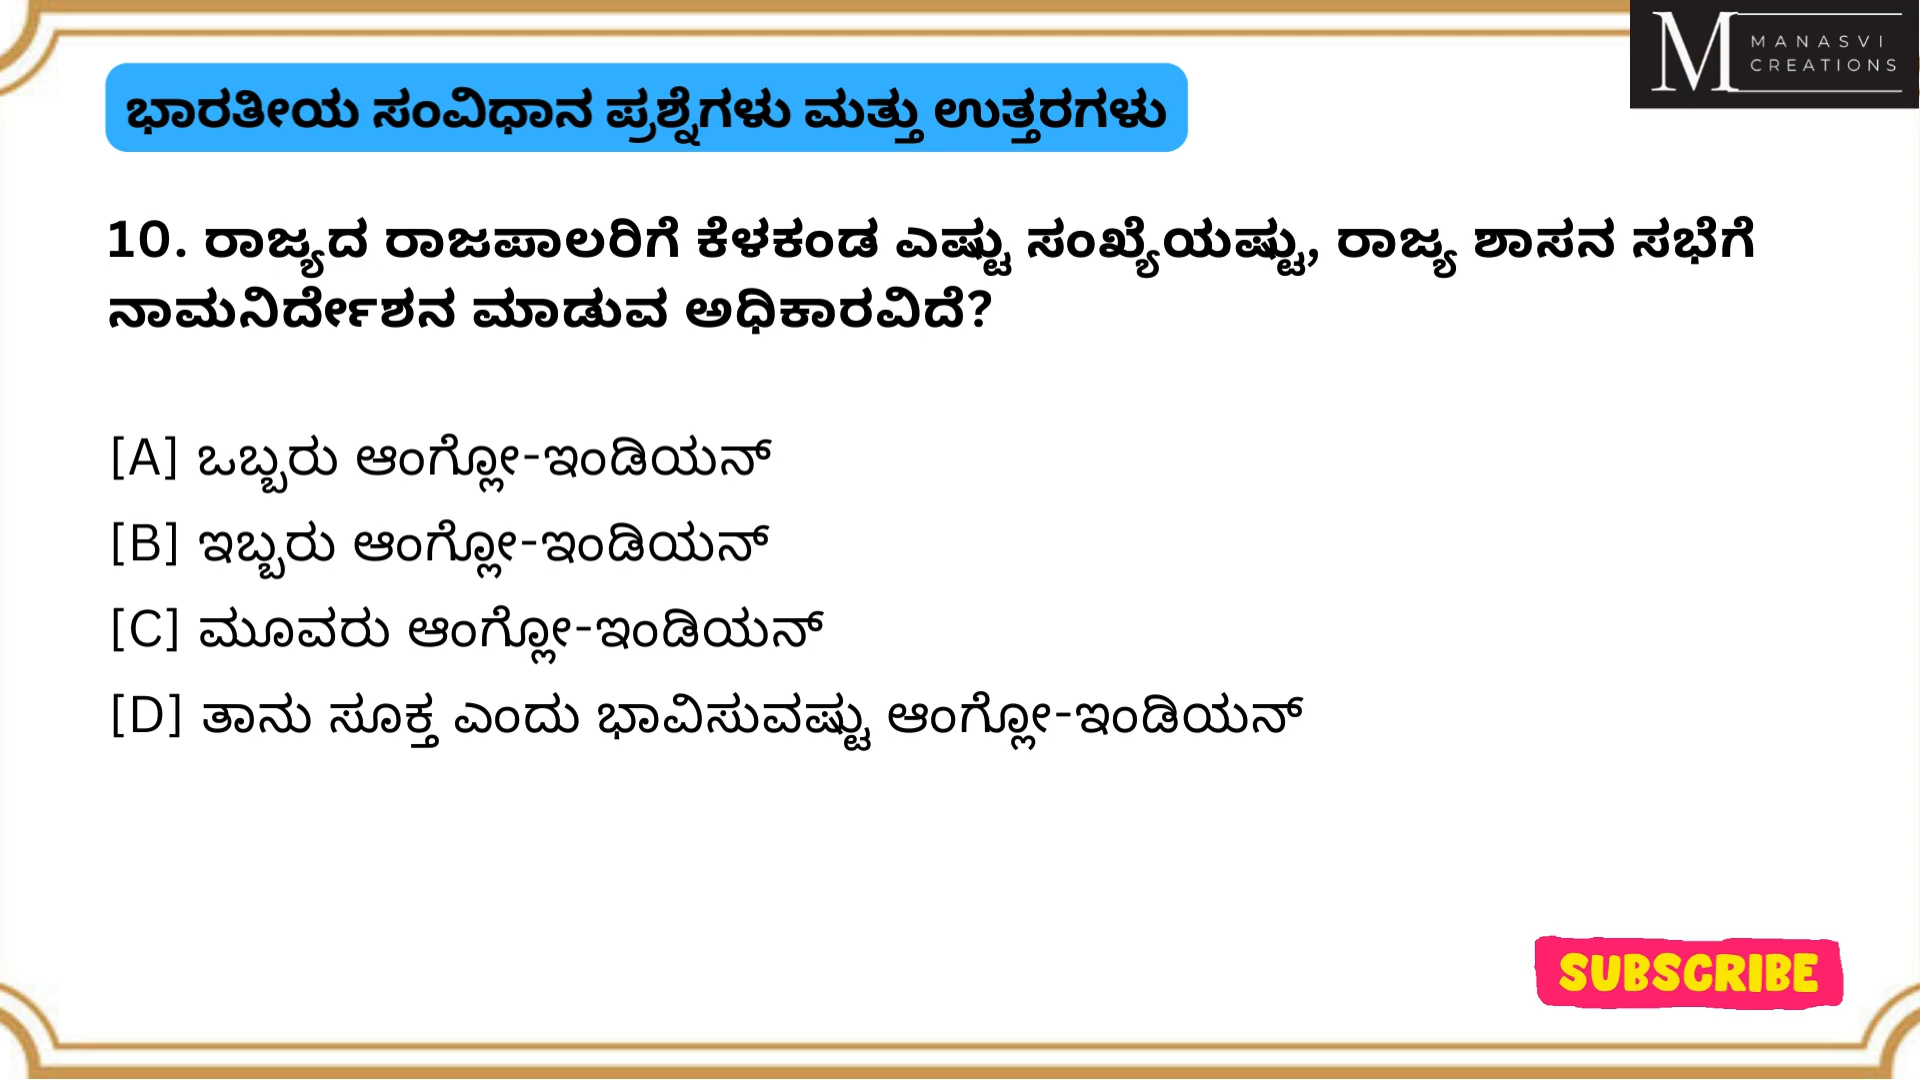 M MANASVI
CREATIONS
ಭಾರತೀಯ ಸಂವಿಧಾನ ಪ್ರಶ್ನೆಗಳು ಮತ್ತು ಉತ್ತರಗಳು
10. ರಾಜ್ಯದ ರಾಜಪಾಲರಿಗೆ ಕೆಳಕಂಡ ಎಷ್ಟು ಸಂಖ್ಯೆಯಷ್ಟು, ರಾಜ್ಯ ಶಾಸನ ಸಭೆಗೆ
ನಾಮನಿರ್ದೇಶನ ಮಾಡುವ ಅಧಿಕಾರವಿದೆ?
[A] ಒಬ್ಬರು ಆಂಗ್ಲೋ-ಇಂಡಿಯನ್
[B] ಇಬ್ಬರು ಆಂಗ್ಲೋ-ಇಂಡಿಯನ್
[C] ಮೂವರು ಆಂಗ್ಲೋ-ಇಂಡಿಯನ್
[D] ತಾನು ಸೂಕ್ತ ಎಂದು ಭಾವಿಸುವಷ್ಟು ಆಂಗ್ಲೋ-ಇಂಡಿಯನ್
SUBSCRIBE